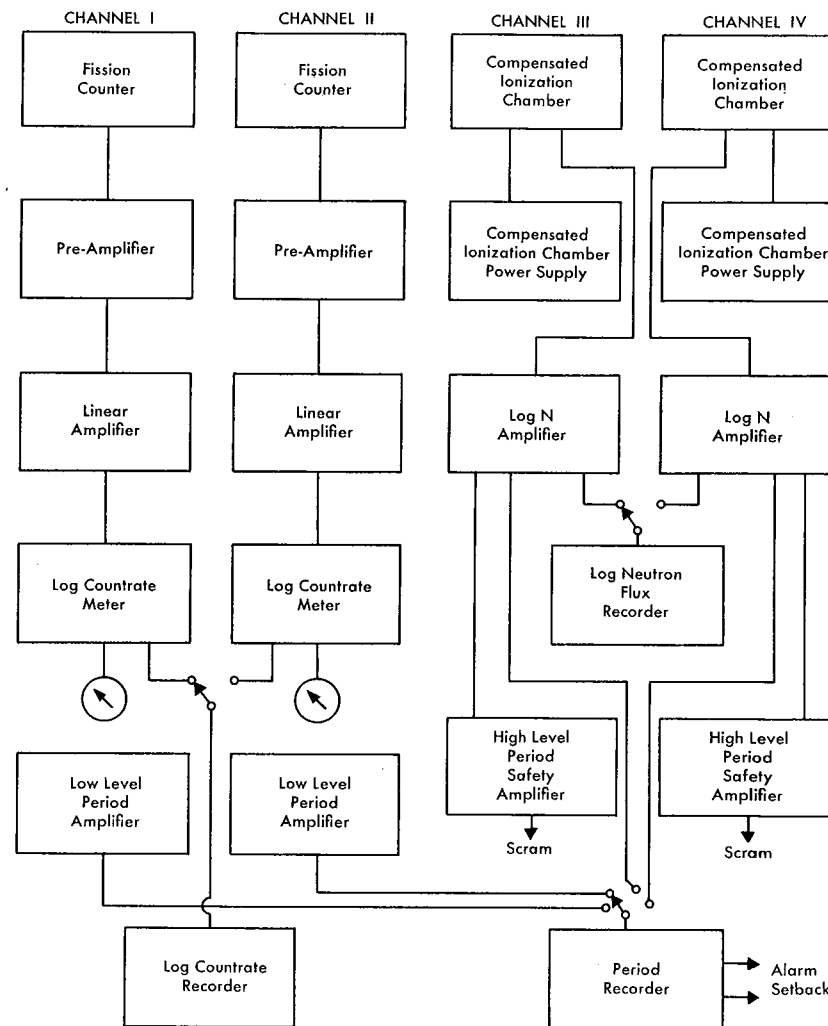 CHANNEL I
CHANNEL II
CHANNEL III
CHANNEL IV
Fission
Counter
Fission
Counter
Compensated
Ionization
Chamber
Compensated
Ionization
Chamber
Pre-Amplifier
Pre-Amplifier
Compensated
Ionization Chamber
Power Supply
Compensated
Ionization Chamber
Power Supply
Linear
Amplifier
Linear
Amplifier
Log N
Amplifier
Log N
Amplifier
Log Countrate
Meter
Log Countrate
Meter
Log Neutron
Flux
Recorder
Low Level
Period
Amplifier
Low Level
Period
Amplifier
High Level
Period
Safety
Amplifier
High Level
Period
Safety
Amplifier
Scram
Scram
Log Countrate
Recorder
Period
Recorder
Alarm
Setback